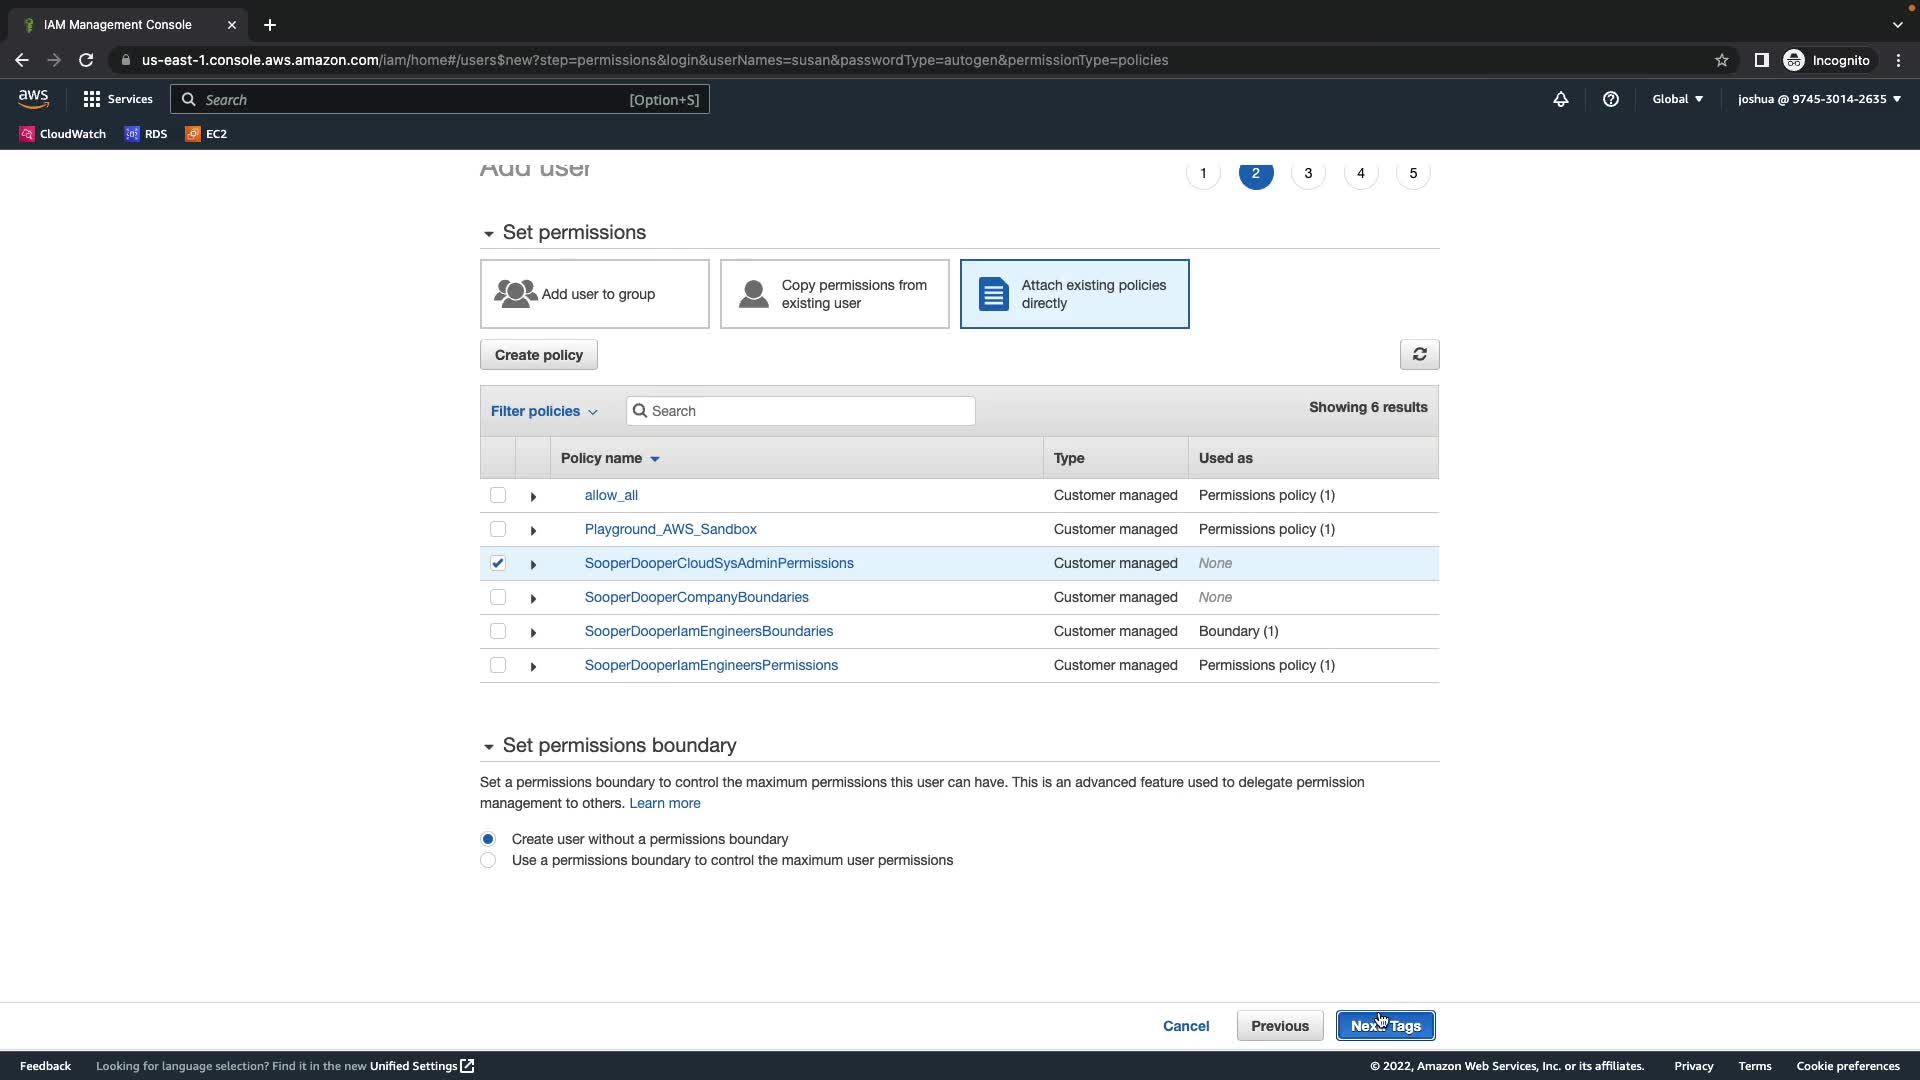 IAM Management Console
us-east-1.console.aws.amazon.com/iam/home#/users$new?step=permissions&login&userNames=susan&passwordType=autogen&permissionType=policies
Incognito
aws
Services
Search
[Option+S]
Global
joshua @ 9745-3014-2635
CloudWatch
RDS
EC2
Add user
1
2
3
4
5
Set permissions
Add user to group
Copy permissions from
existing user
Attach existing policies
directly
Create policy
Filter policies
Search
Showing 6 results
Policy name
Type
Used as
allow_all
Customer managed
Permissions policy (1)
Playground_AWS_Sandbox
Customer managed
Permissions policy (1)
SooperDooperCloudSysAdminPermissions
Customer managed
None
SooperDooperCompanyBoundaries
Customer managed
None
SooperDooperIamEngineersBoundaries
Customer managed
Boundary (1)
SooperDooperIamEngineersPermissions
Customer managed
Permissions policy (1)
Set permissions boundary
Set a permissions boundary to control the maximum permissions this user can have. This is an advanced feature used to delegate permission
management to others. Learn more
Create user without a permissions boundary
Use a permissions boundary to control the maximum user permissions
Cancel
Previous
Next: Tags
Feedback
Looking for language selection? Find it in the new Unified Settings
© 2022, Amazon Web Services, Inc. or its affiliates.
Privacy
Terms
Cookie preferences